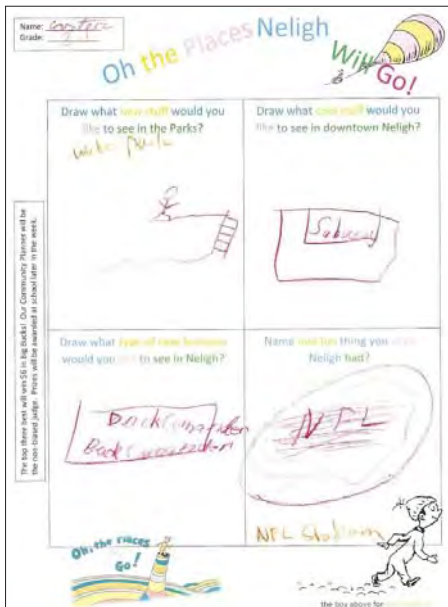 Name:
Grade:
Oh the Places Neligh
Will Go!
Draw what new stuff would you
like to see in the Parks?
Draw what cool stuff would you
like to see in downtown Neligh?
Subway
Draw what type of new business
would you like to see in Neligh?
Name one fun thing you wish
Neligh had?
NFL
NFL Stadium
The top three best will win $6 in Big Bucks! Our Community Planner will be
the non-biased judge. Prizes will be awarded at school later in the week.
Oh, the Places
Go!
the boy above for